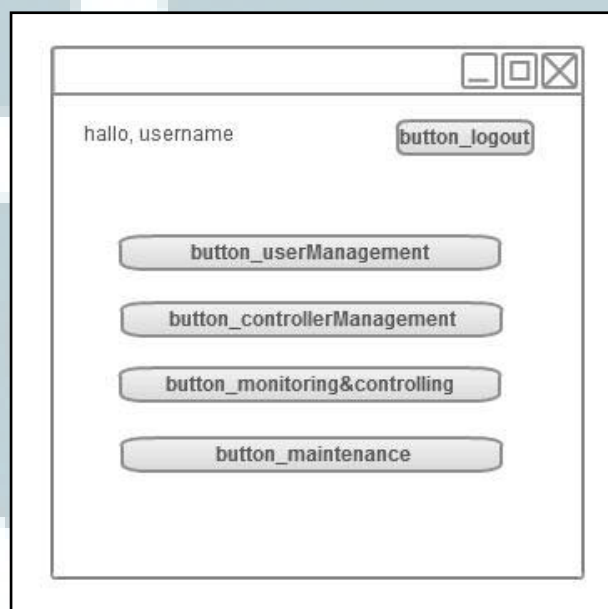 hallo, username
button_logout
button_userManagement
button_controllerManagement
button_monitoring&controlling
button_maintenance